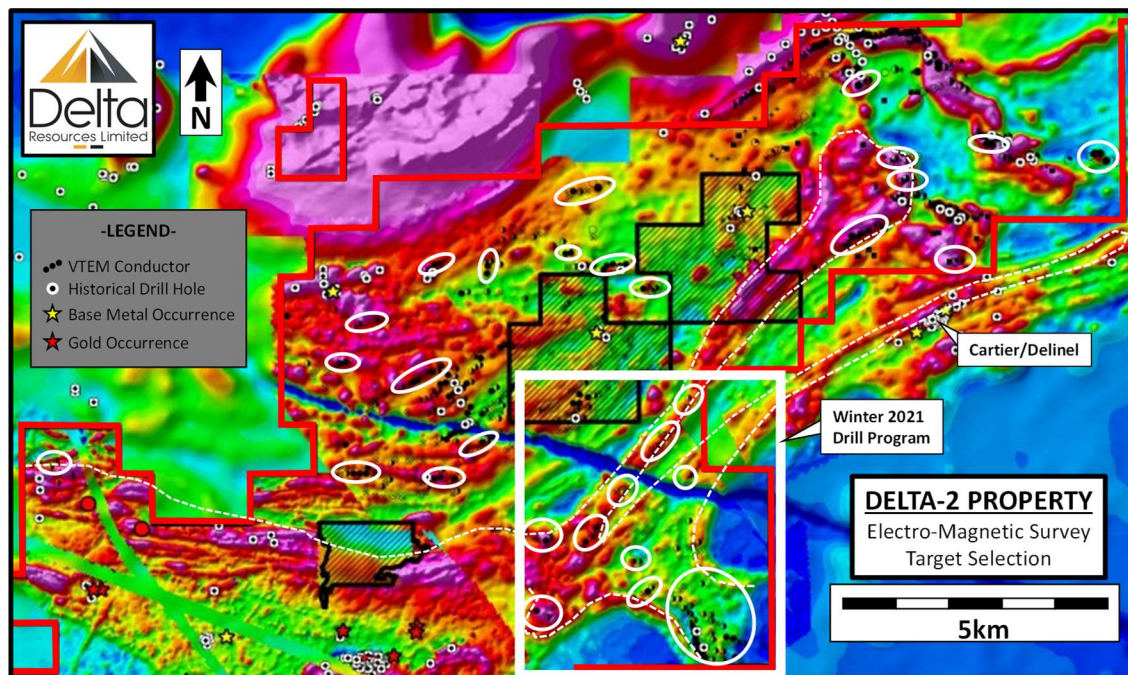 Delta
Resources Limited
N
-LEGEND-
VTEM Conductor
Historical Drill Hole
Base Metal Occurrence
Gold Occurrence
Cartier/Delinel
Winter 2021
Drill Program
DELTA-2 PROPERTY
Electro-Magnetic Survey
Target Selection
5km